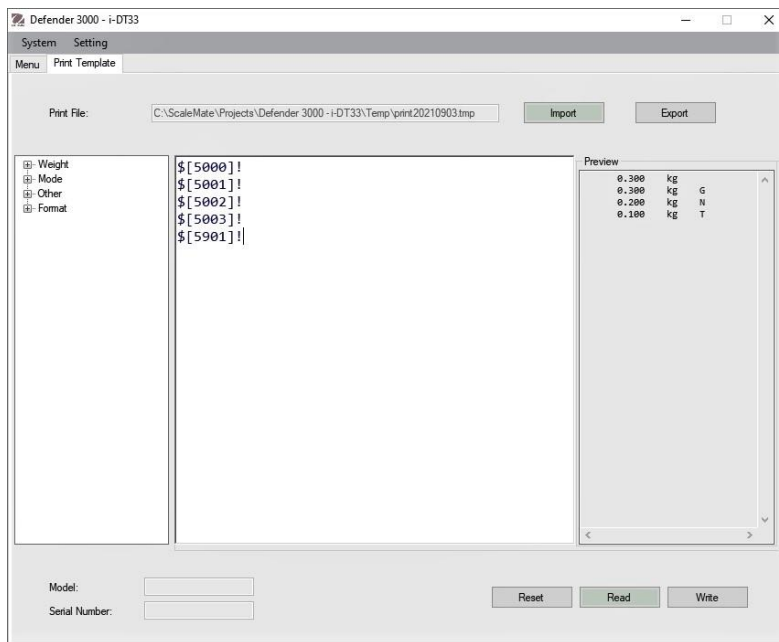 Defender 3000 - i-DT33
System Setting
Menu Print Template
Print File: C:\ScaleMate\Projects\Defender 3000 - i-DT33\Temp\print20210903.tmp Import Export
Weight
Mode
Other
Format
$[5000]!
$[5001]!
$[5002]!
$[5003]!
$[5901]!
Preview
0.300 kg
0.300 kg G
0.200 kg N
0.100 kg T
Model:
Serial Number:
Reset Read Write